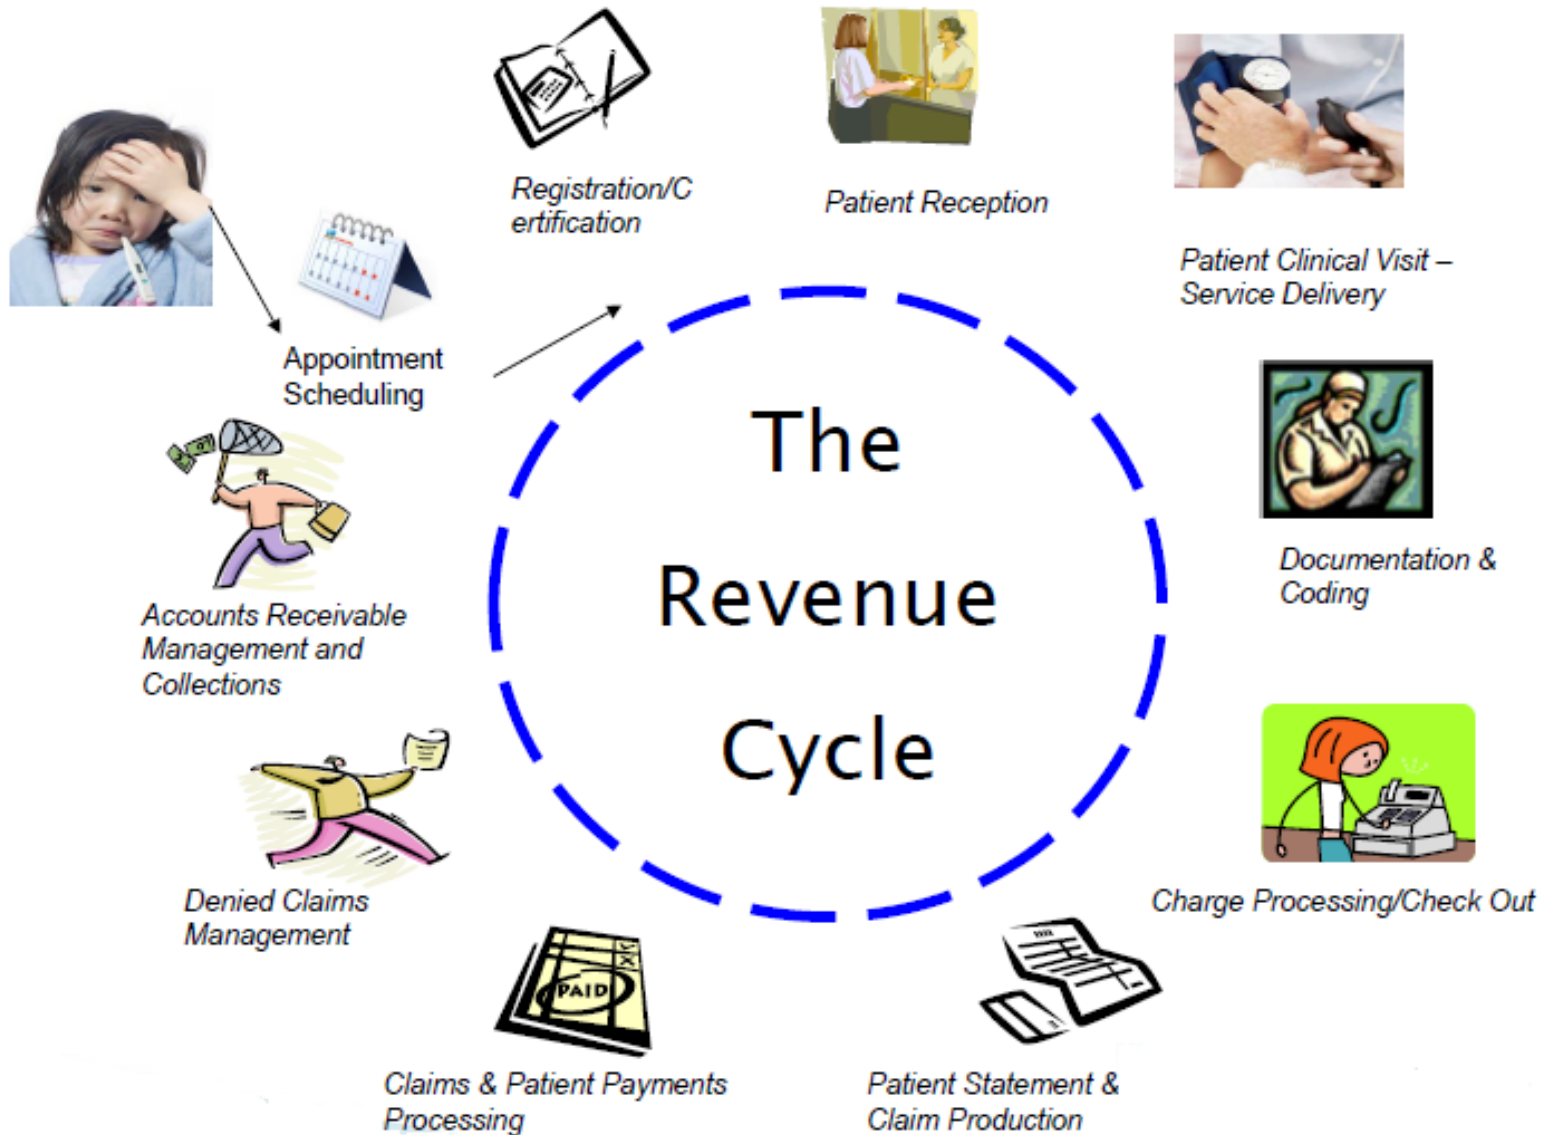 Registration/C
ertification
Patient Reception
Patient Clinical Visit –
Service Delivery
Appointment
Scheduling
The
Revenue
Cycle
Documentation &
Coding
Accounts Receivable
Management and
Collections
Charge Processing/Check Out
Denied Claims
Management
PAID
Claims & Patient Payments
Processing
Patient Statement &
Claim Production